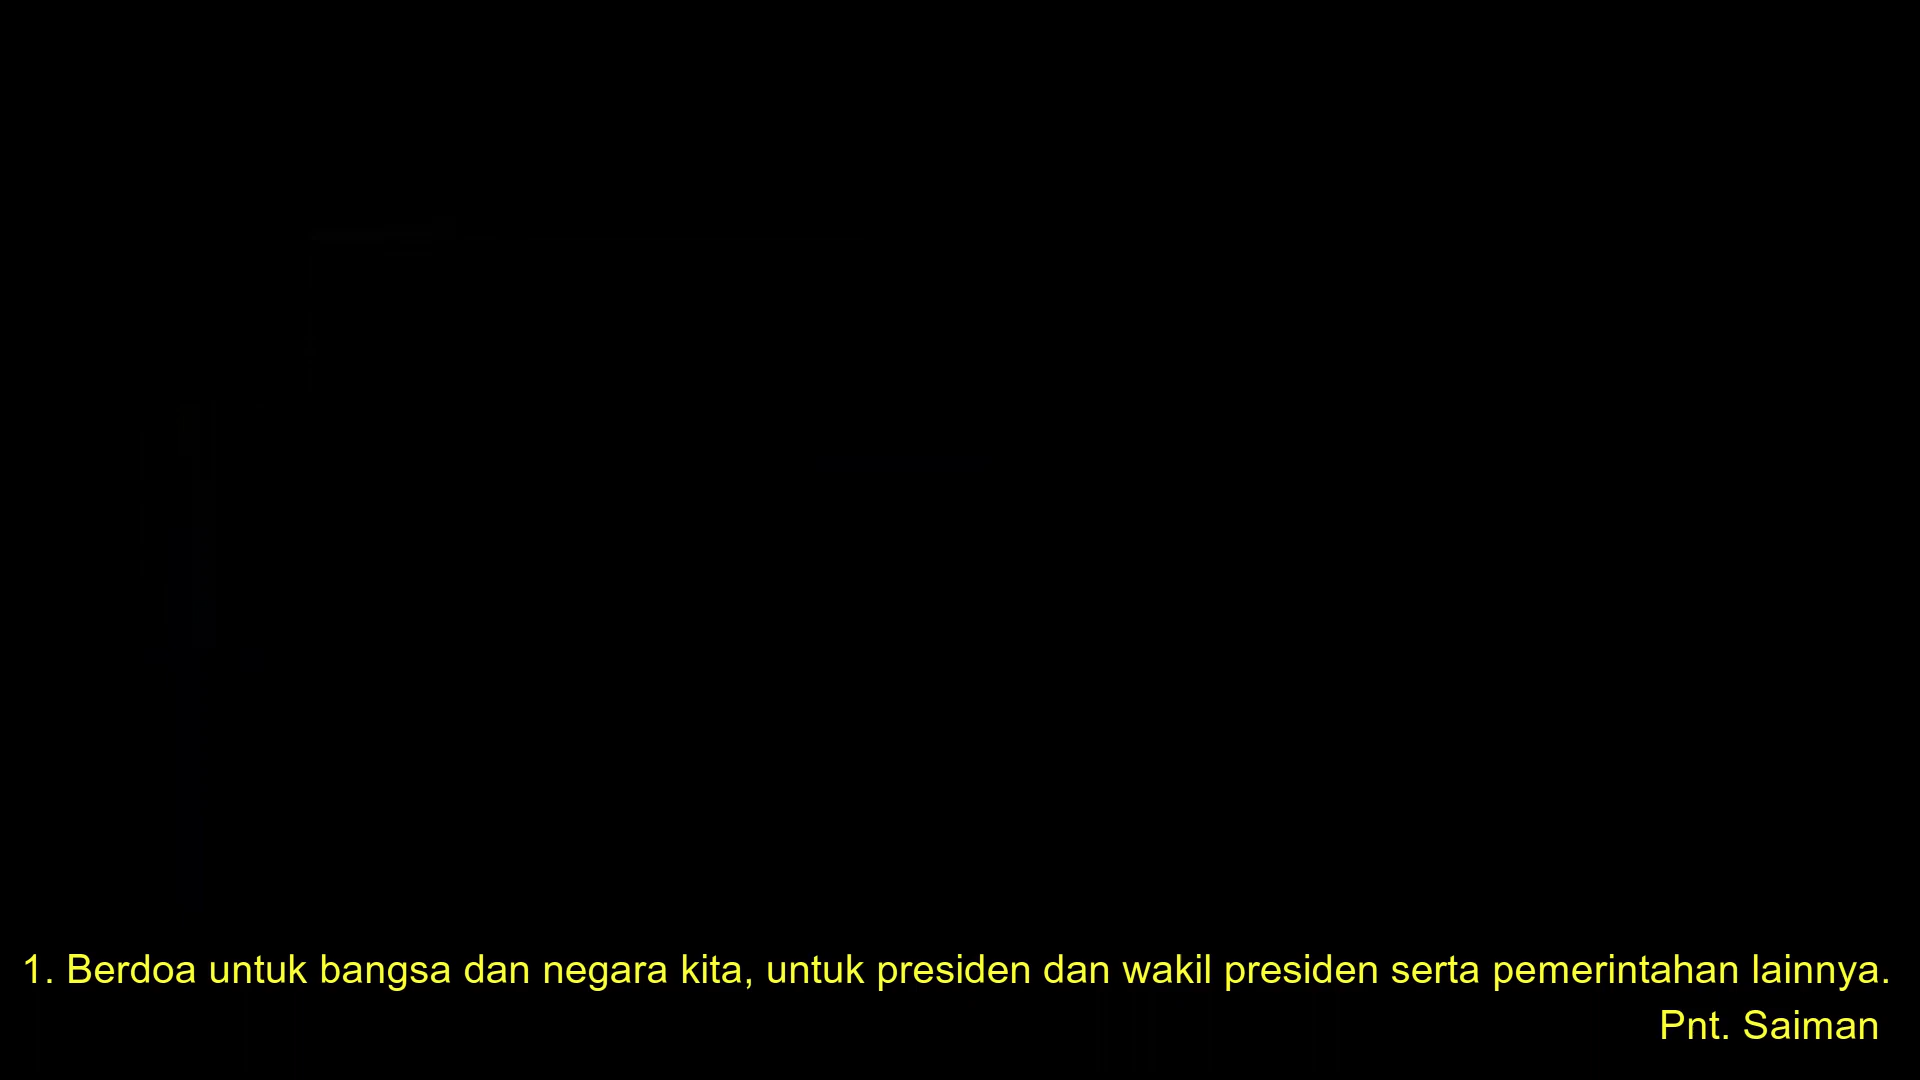 1. Berdoa untuk bangsa dan negara kita, untuk presiden dan wakil presiden serta pemerintahan lainnya.
Pnt. Saiman